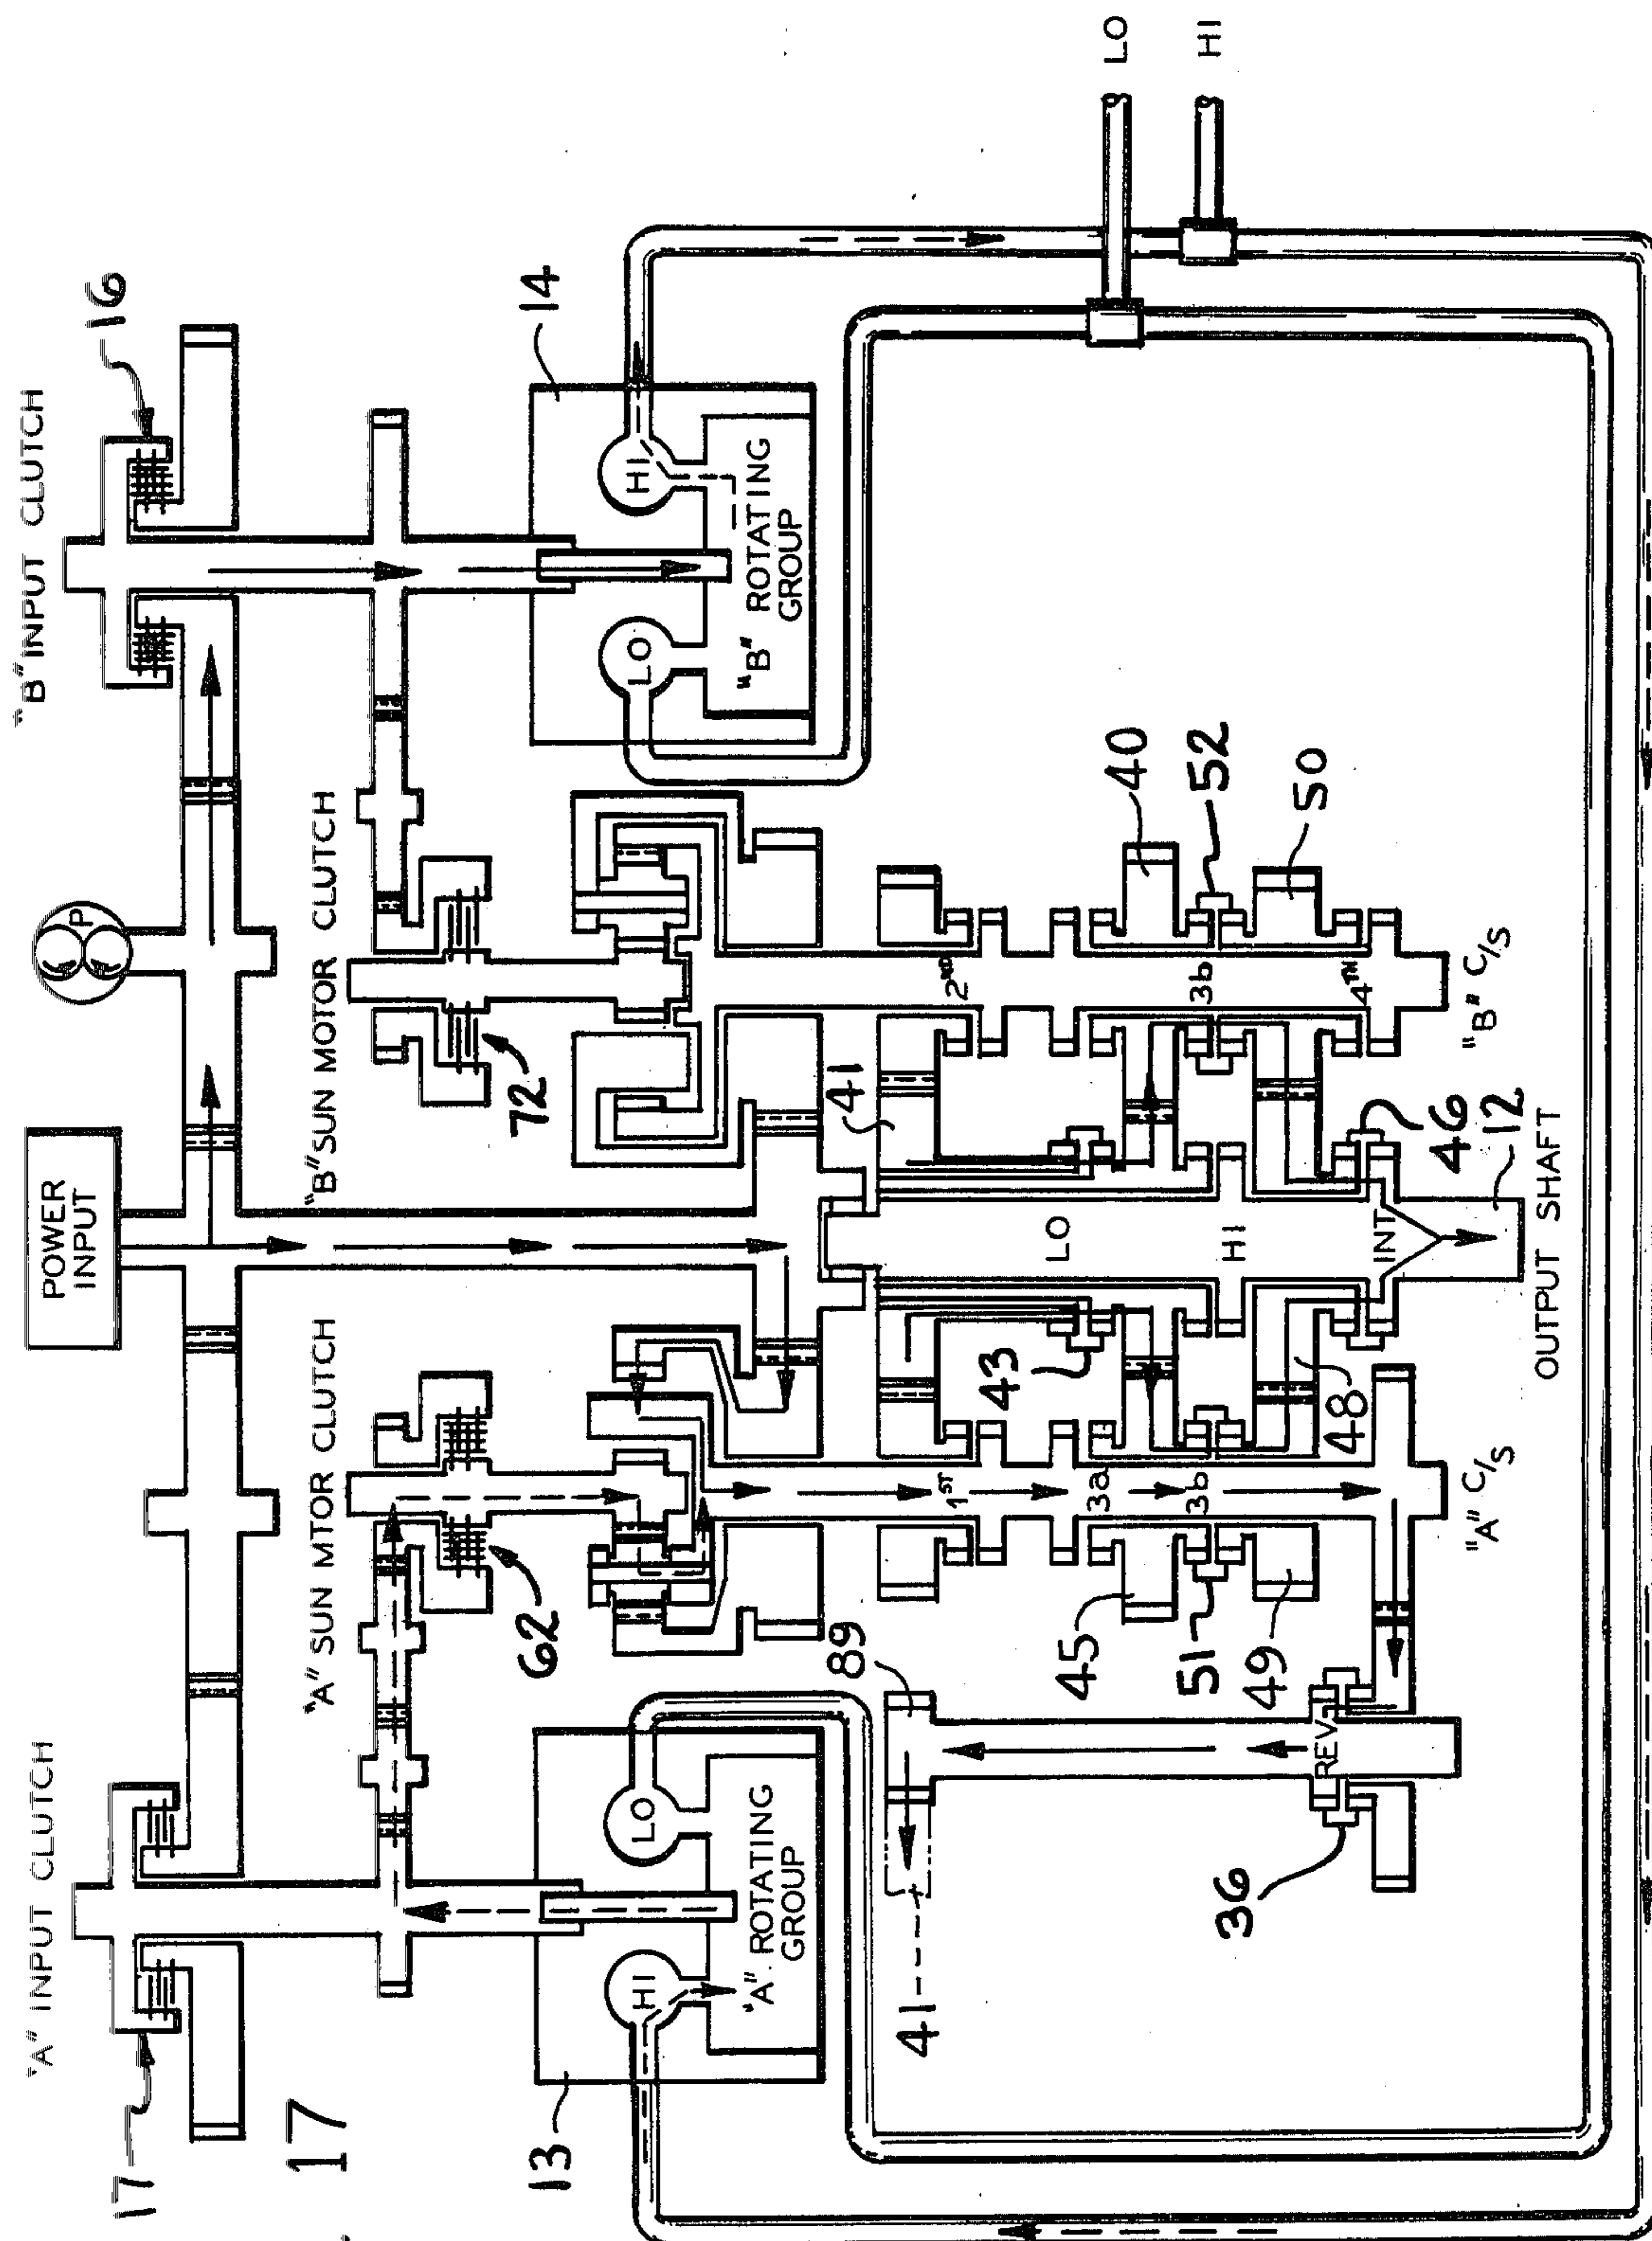 "A" INPUT CLUTCH
17
17
POWER INPUT
P
"B" INPUT CLUTCH
16
"A" SUN MTOR CLUTCH
62
"B" SUN MOTOR CLUTCH
72
13
HI
LO
"A" ROTATING
GROUP
LO
HI
"B" ROTATING
GROUP
14
89
41
41
1ST
2ND
43
LO
40
45
3a
51
3b
HI
3b
52
49
48
50
4TH
INT
46
12
36
REV
"A" C/S
"B" C/S
OUTPUT SHAFT
LO
HI